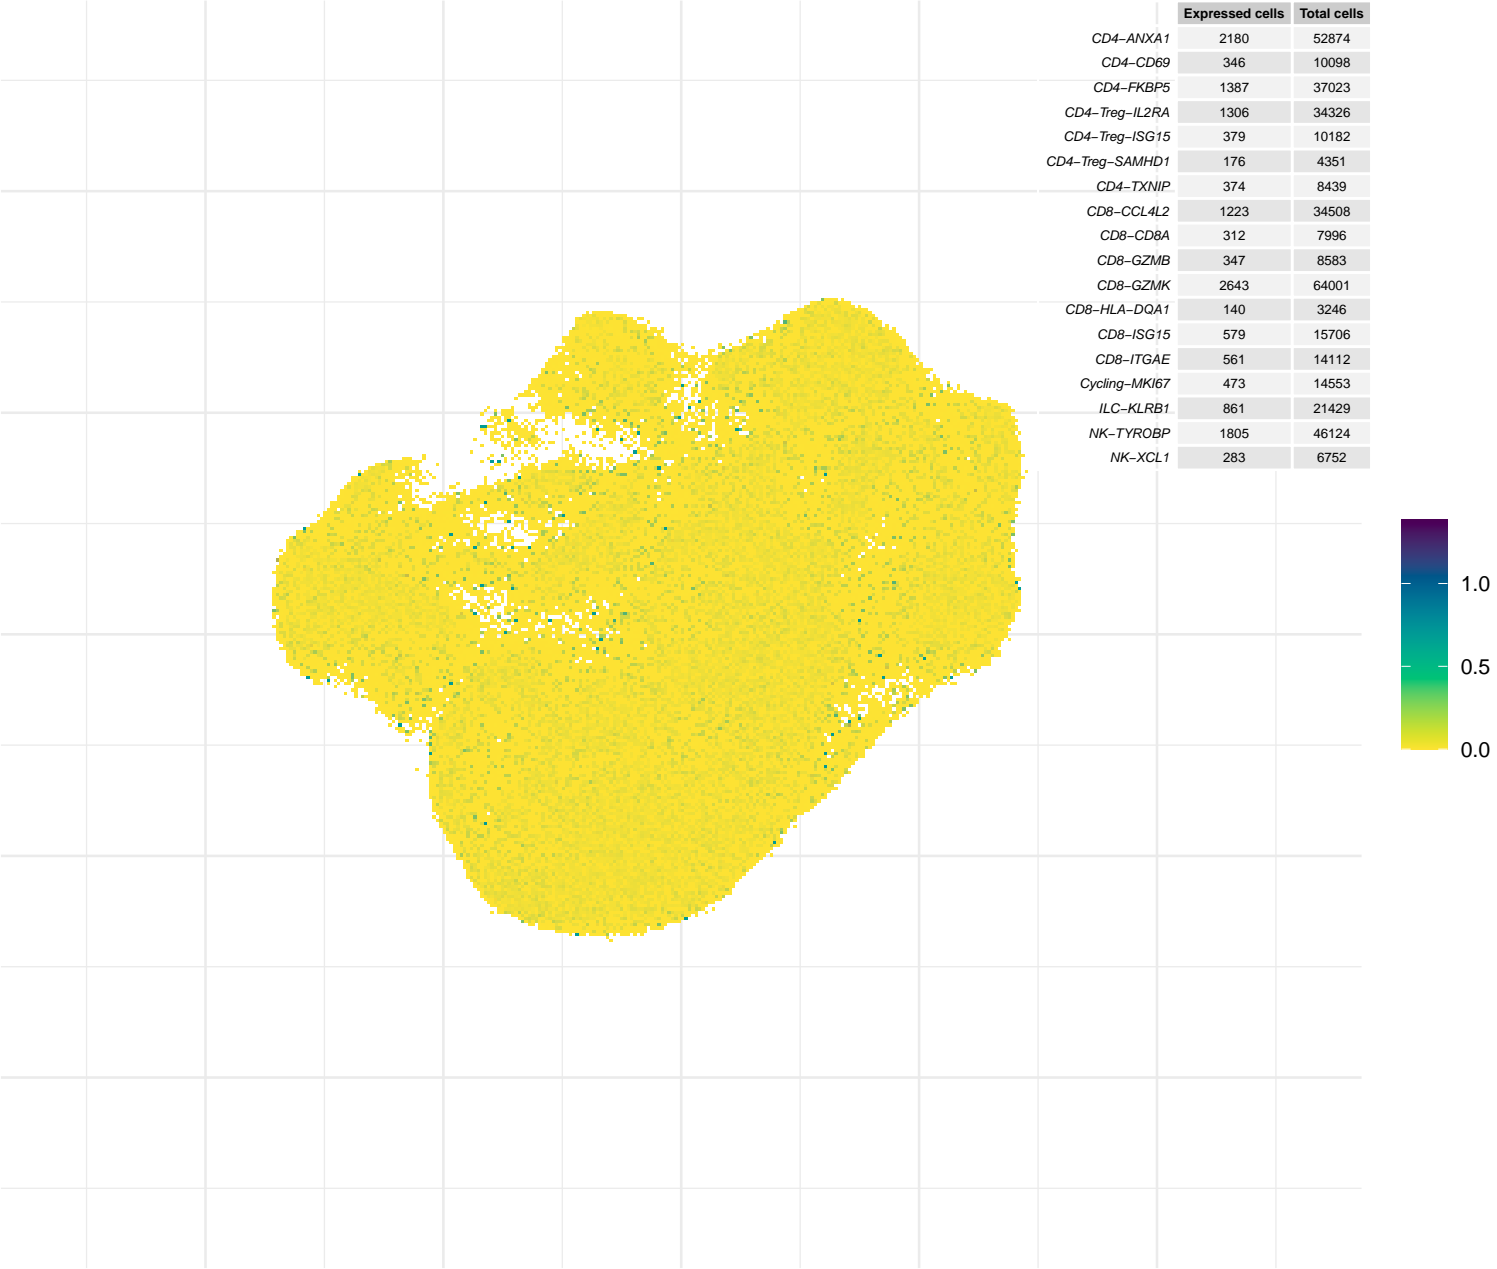 Expressed cells Total cells
CD4−ANXA1 2180 52874
CD4−CD69 346 10098
CD4−FKBP5 1387 37023
CD4−Treg−IL2RA 1306 34326
CD4−Treg−ISG15 379 10182
CD4−Treg−SAMHD1 176 4351
CD4−TXNIP 374 8439
CD8−CCL4L2 1223 34508
CD8−CD8A 312 7996
CD8−GZMB 347 8583
CD8−GZMK 2643 64001
CD8−HLA−DQA1 140 3246
CD8−ISG15 579 15706
CD8−ITGAE 561 14112
Cycling−MKI67 473 14553
ILC−KLRB1 861 21429
NK−TYROBP 1805 46124
NK−XCL1 283 6752
1.0
0.5
0.0